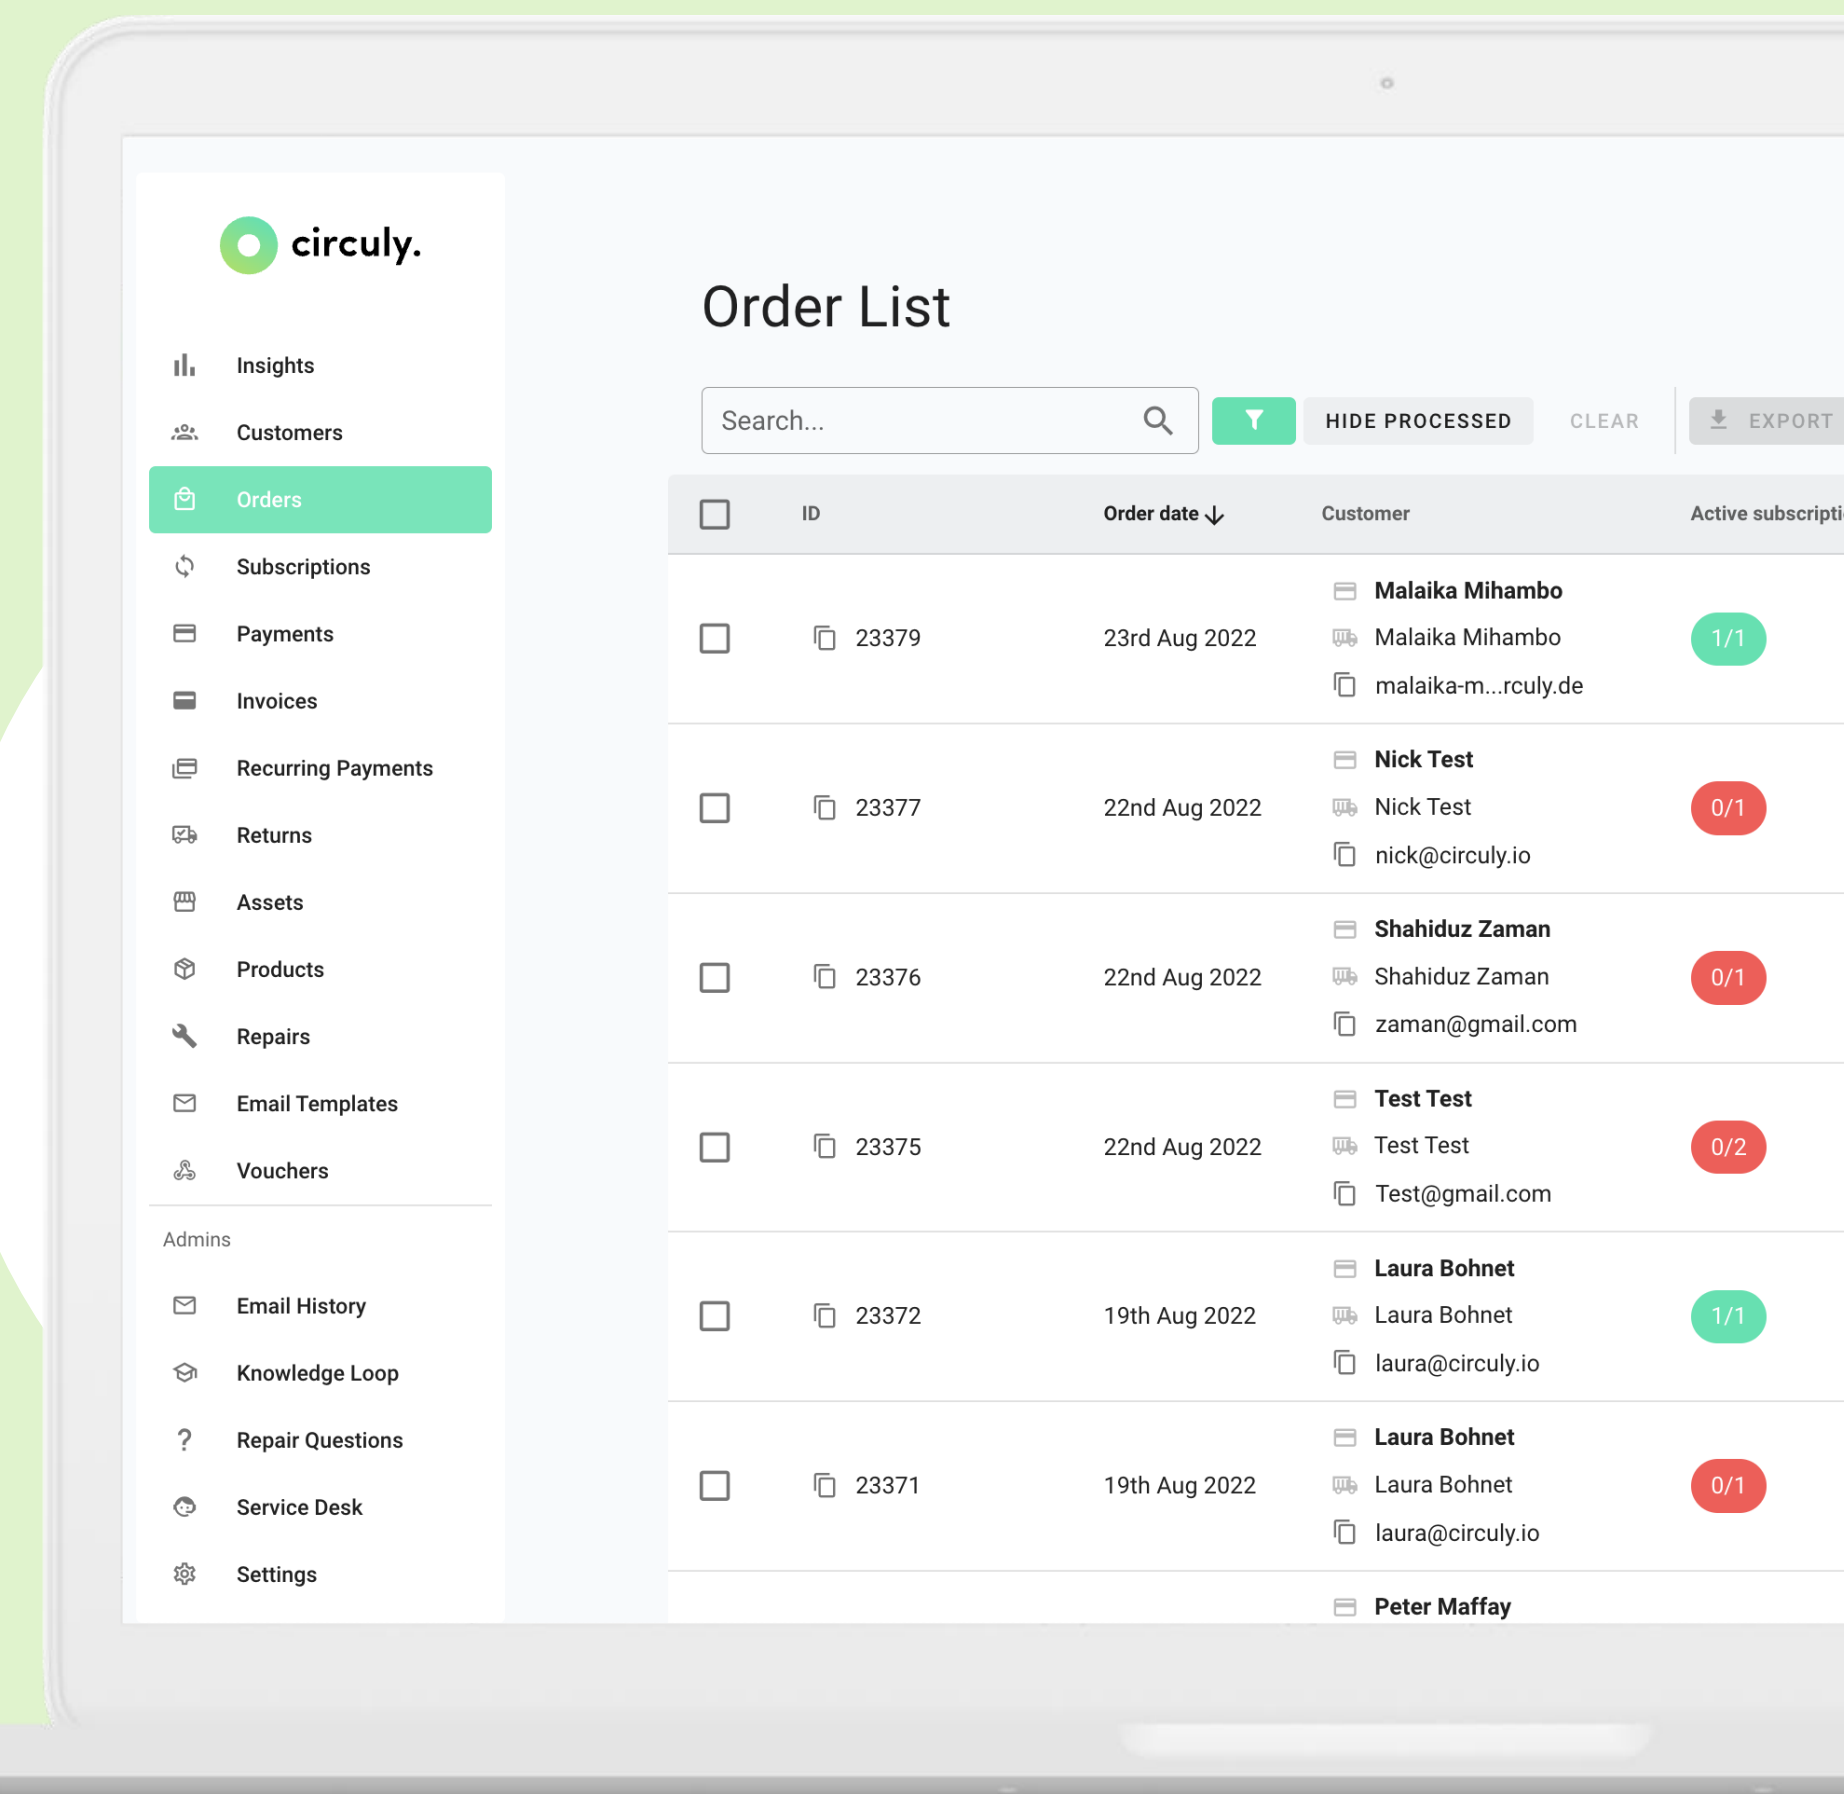 circuly.
Insights
Customers
Orders
Subscriptions
Payments
Invoices
Recurring Payments
Returns
Assets
Products
Repairs
Email Templates
Vouchers
Admins
Email History
Knowledge Loop
Repair Questions
Service Desk
Settings
Order List
Search...
HIDE PROCESSED
CLEAR
EXPORT
ID
Order date
Customer
Active subscripti
23379
23rd Aug 2022
Malaika Mihambo
Malaika Mihambo
malaika-m...rculy.de
1/1
23377
22nd Aug 2022
Nick Test
Nick Test
nick@circuly.io
0/1
23376
22nd Aug 2022
Shahiduz Zaman
Shahiduz Zaman
zaman@gmail.com
0/1
23375
22nd Aug 2022
Test Test
Test Test
Test@gmail.com
0/2
23372
19th Aug 2022
Laura Bohnet
Laura Bohnet
laura@circuly.io
1/1
23371
19th Aug 2022
Laura Bohnet
Laura Bohnet
laura@circuly.io
0/1
Peter Maffay